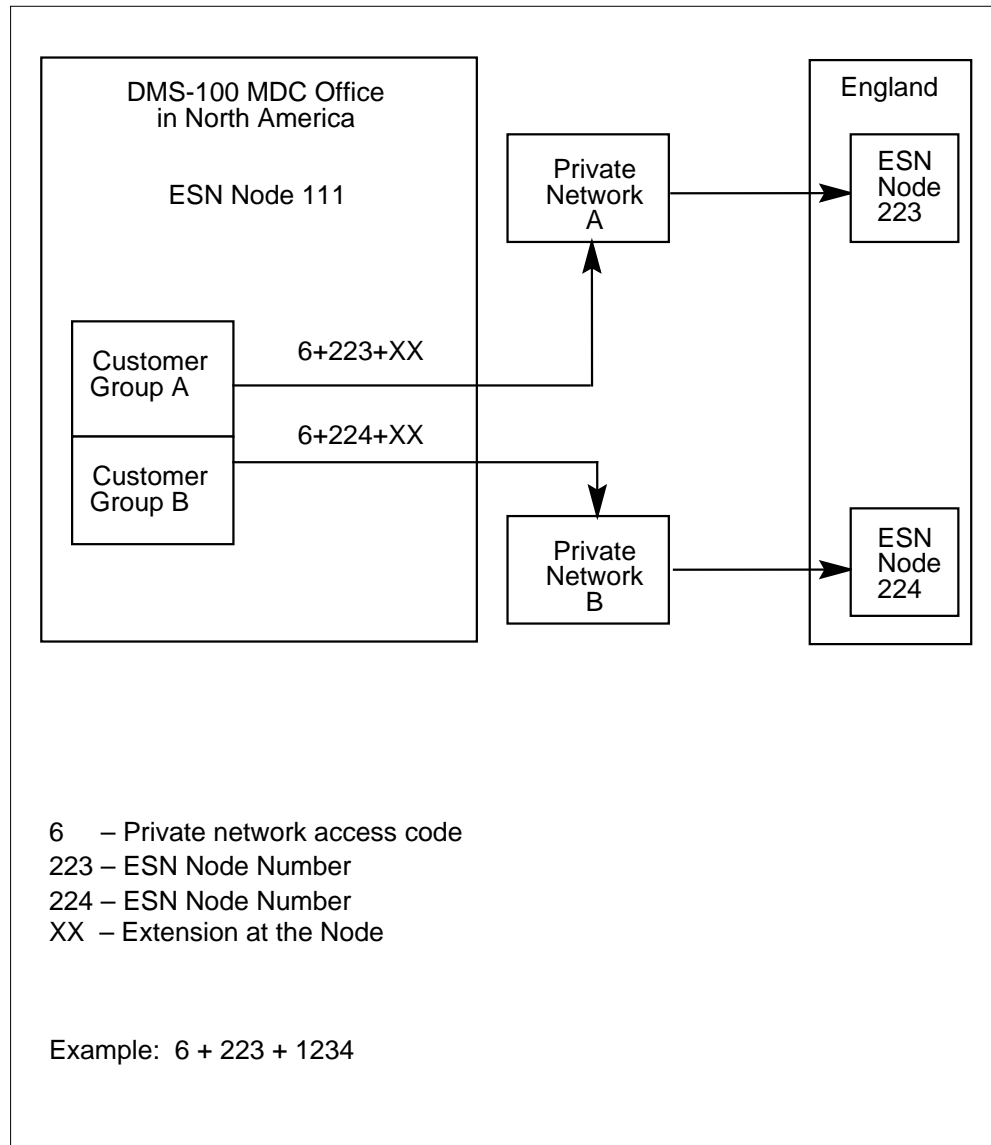 DMS-100 MDC Office
in North America
ESN Node 111
Customer
Group A
Customer
Group B
6+223+XX
6+224+XX
Private
Network
A
Private
Network
B
England
ESN
Node
223
ESN
Node
224
6 – Private network access code
223 – ESN Node Number
224 – ESN Node Number
XX – Extension at the Node
Example: 6 + 223 + 1234